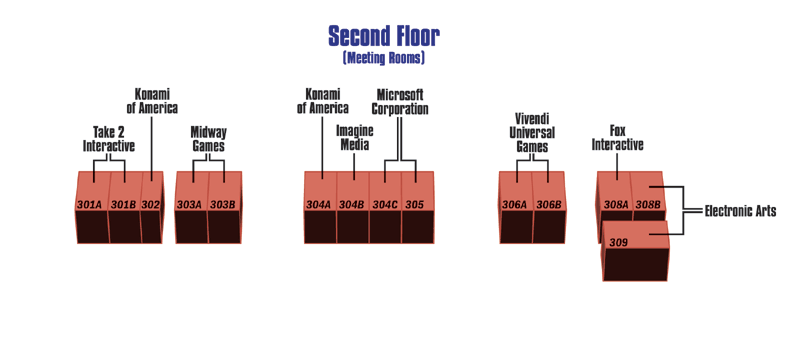 Second Floor
(Meeting Rooms)
Konami
of America
Take 2
Interactive
Midway
Games
Konami
of America
Imagine
Media
Microsoft
Corporation
Vivendi
Universal
Games
Fox
Interactive
Electronic Arts
301A
301B
302
303A
303B
304A
304B
304C
305
306A
306B
308A
308B
309